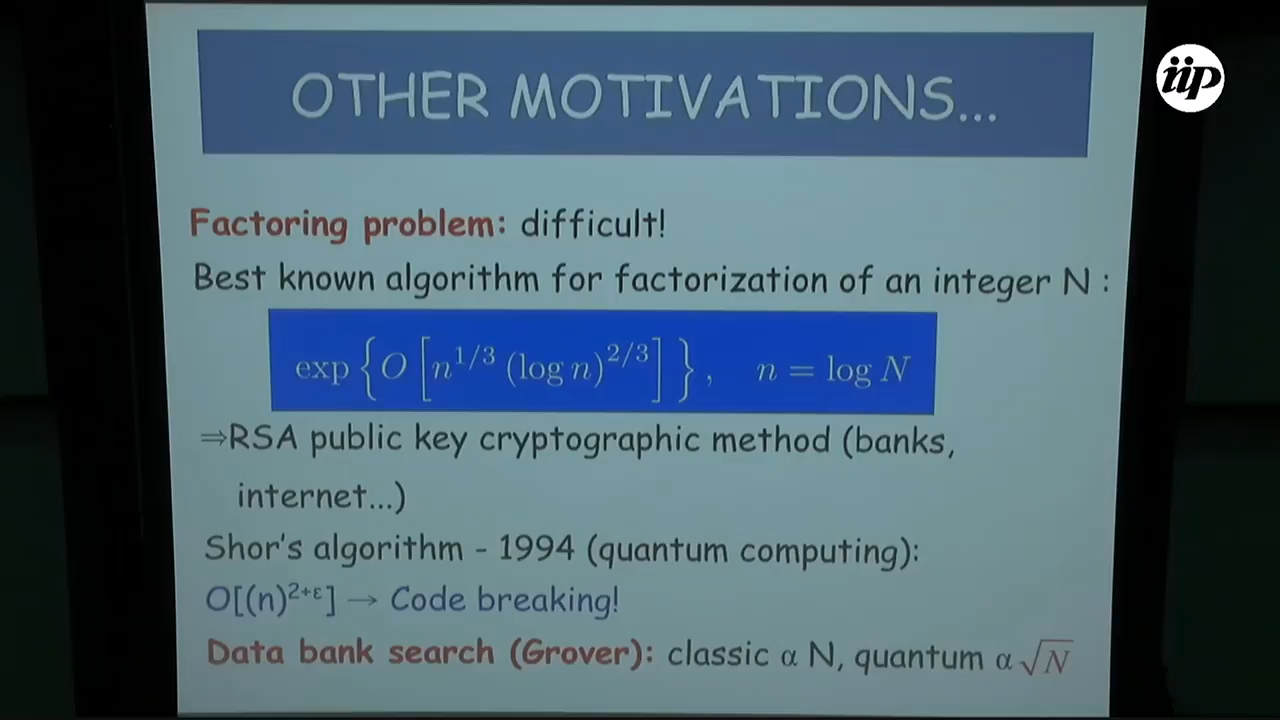 iip
OTHER MOTIVATIONS...
Factoring problem: difficult!
Best known algorithm for factorization of an integer N :
exp { O [ n^{1/3} (log n)^{2/3} ] } , n = log N
⇒RSA public key cryptographic method (banks,
internet...)
Shor's algorithm - 1994 (quantum computing):
O[(n)^{2+ε}] → Code breaking!
Data bank search (Grover): classic α N, quantum α √N